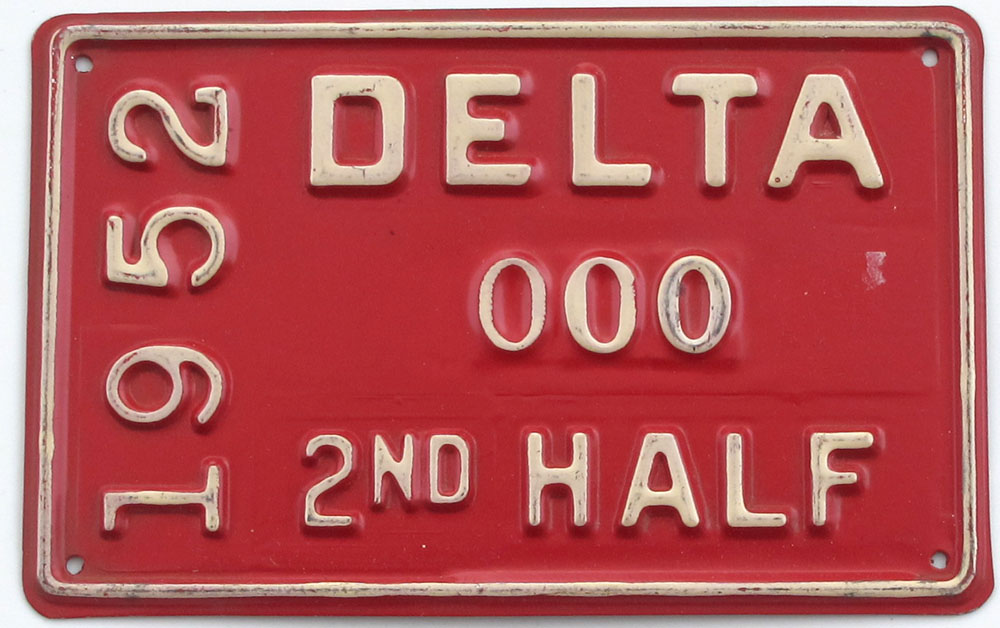 1952
DELTA
000
2ND HALF